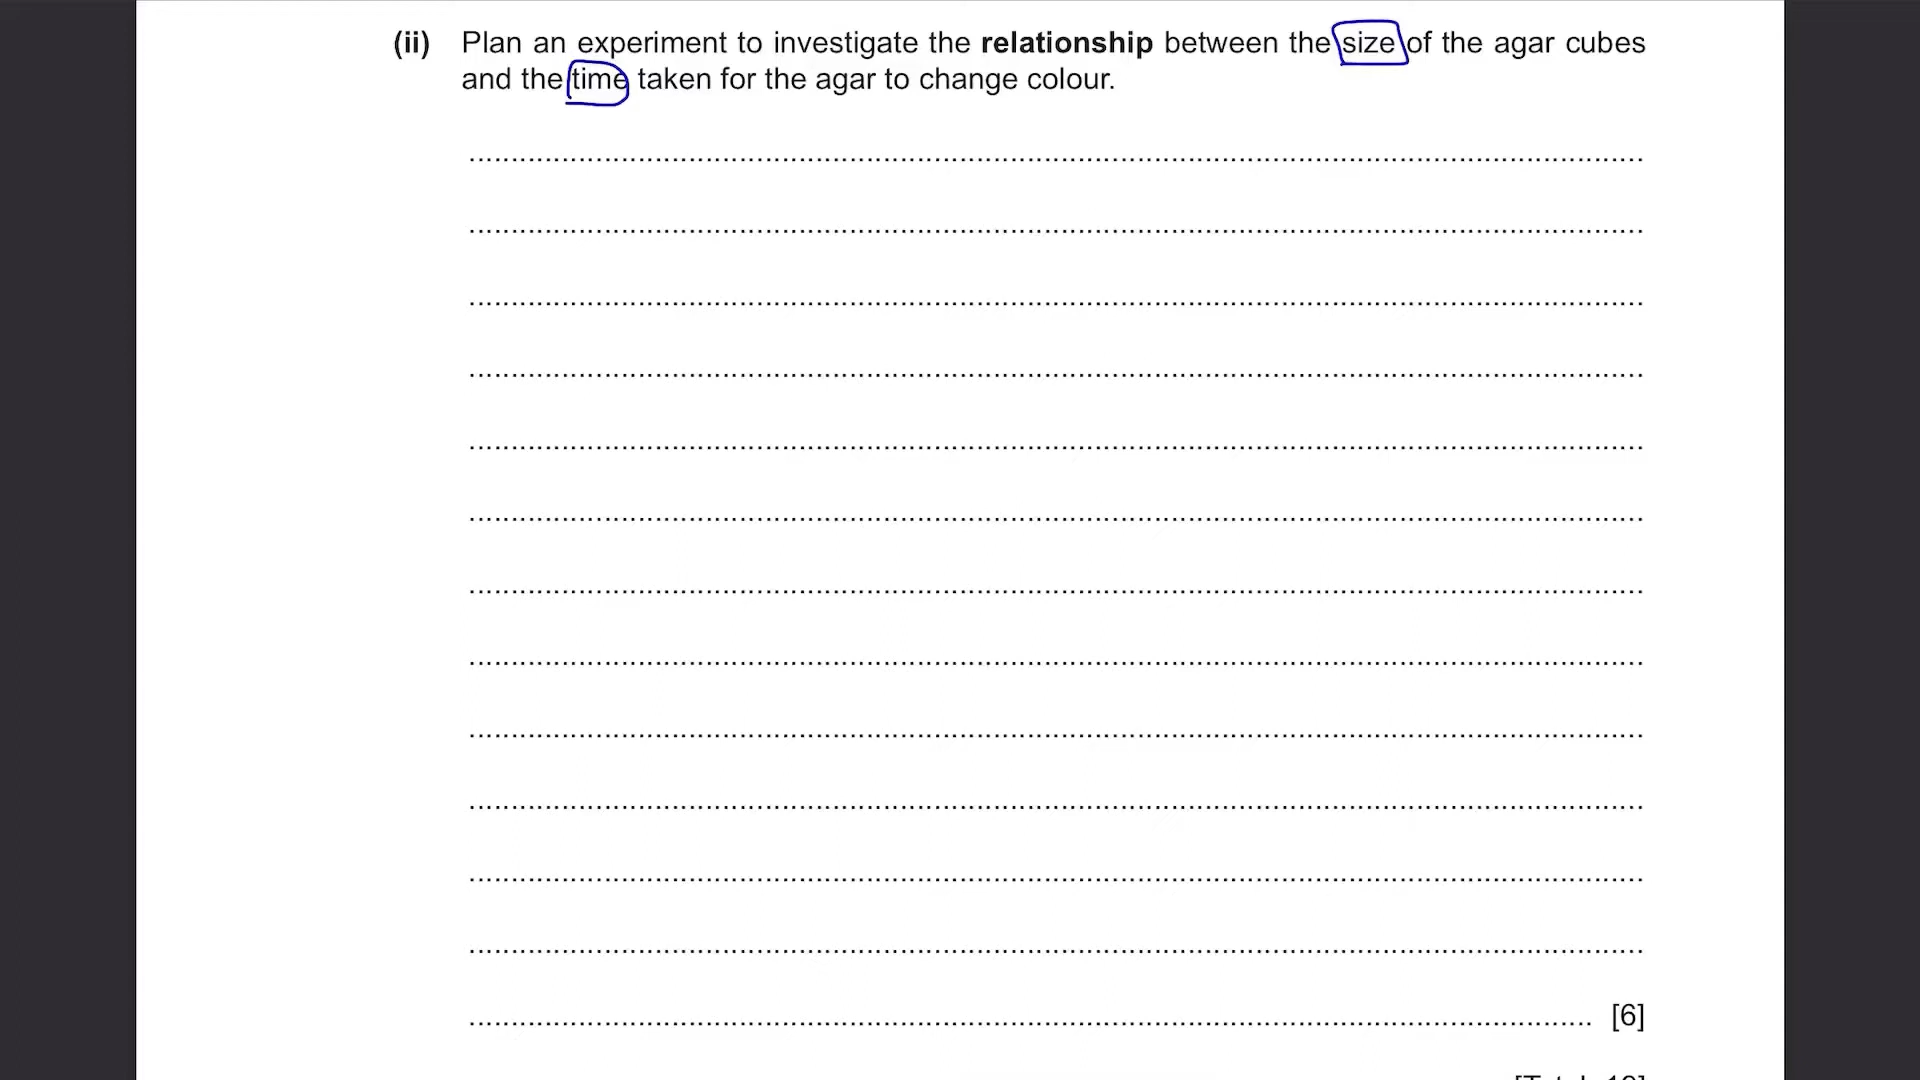 (ii) Plan an experiment to investigate the relationship between the size of the agar cubes
and the time taken for the agar to change colour.
[6]